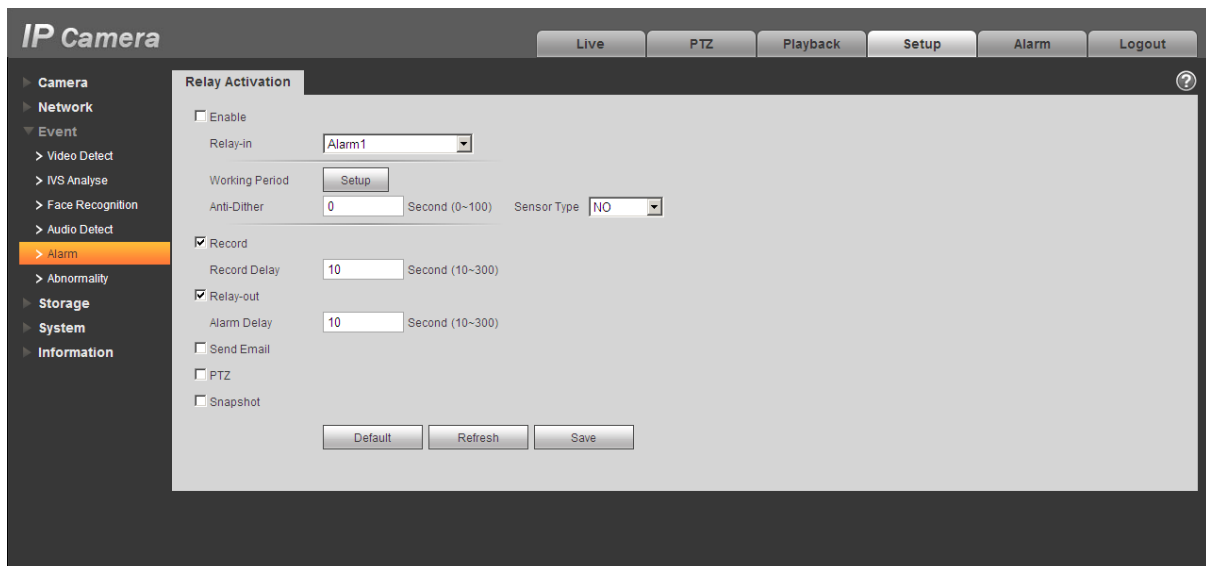 IP Camera
Live PTZ Playback Setup Alarm Logout
Camera
Network
Event
> Video Detect
> IVS Analyse
> Face Recognition
> Audio Detect
> Alarm
> Abnormality
Storage
System
Information
Relay Activation
?
Enable
Relay-in Alarm1
Working Period Setup
Anti-Dither 0 Second (0~100) Sensor Type NO
Record
Record Delay 10 Second (10~300)
Relay-out
Alarm Delay 10 Second (10~300)
Send Email
PTZ
Snapshot
Default Refresh Save